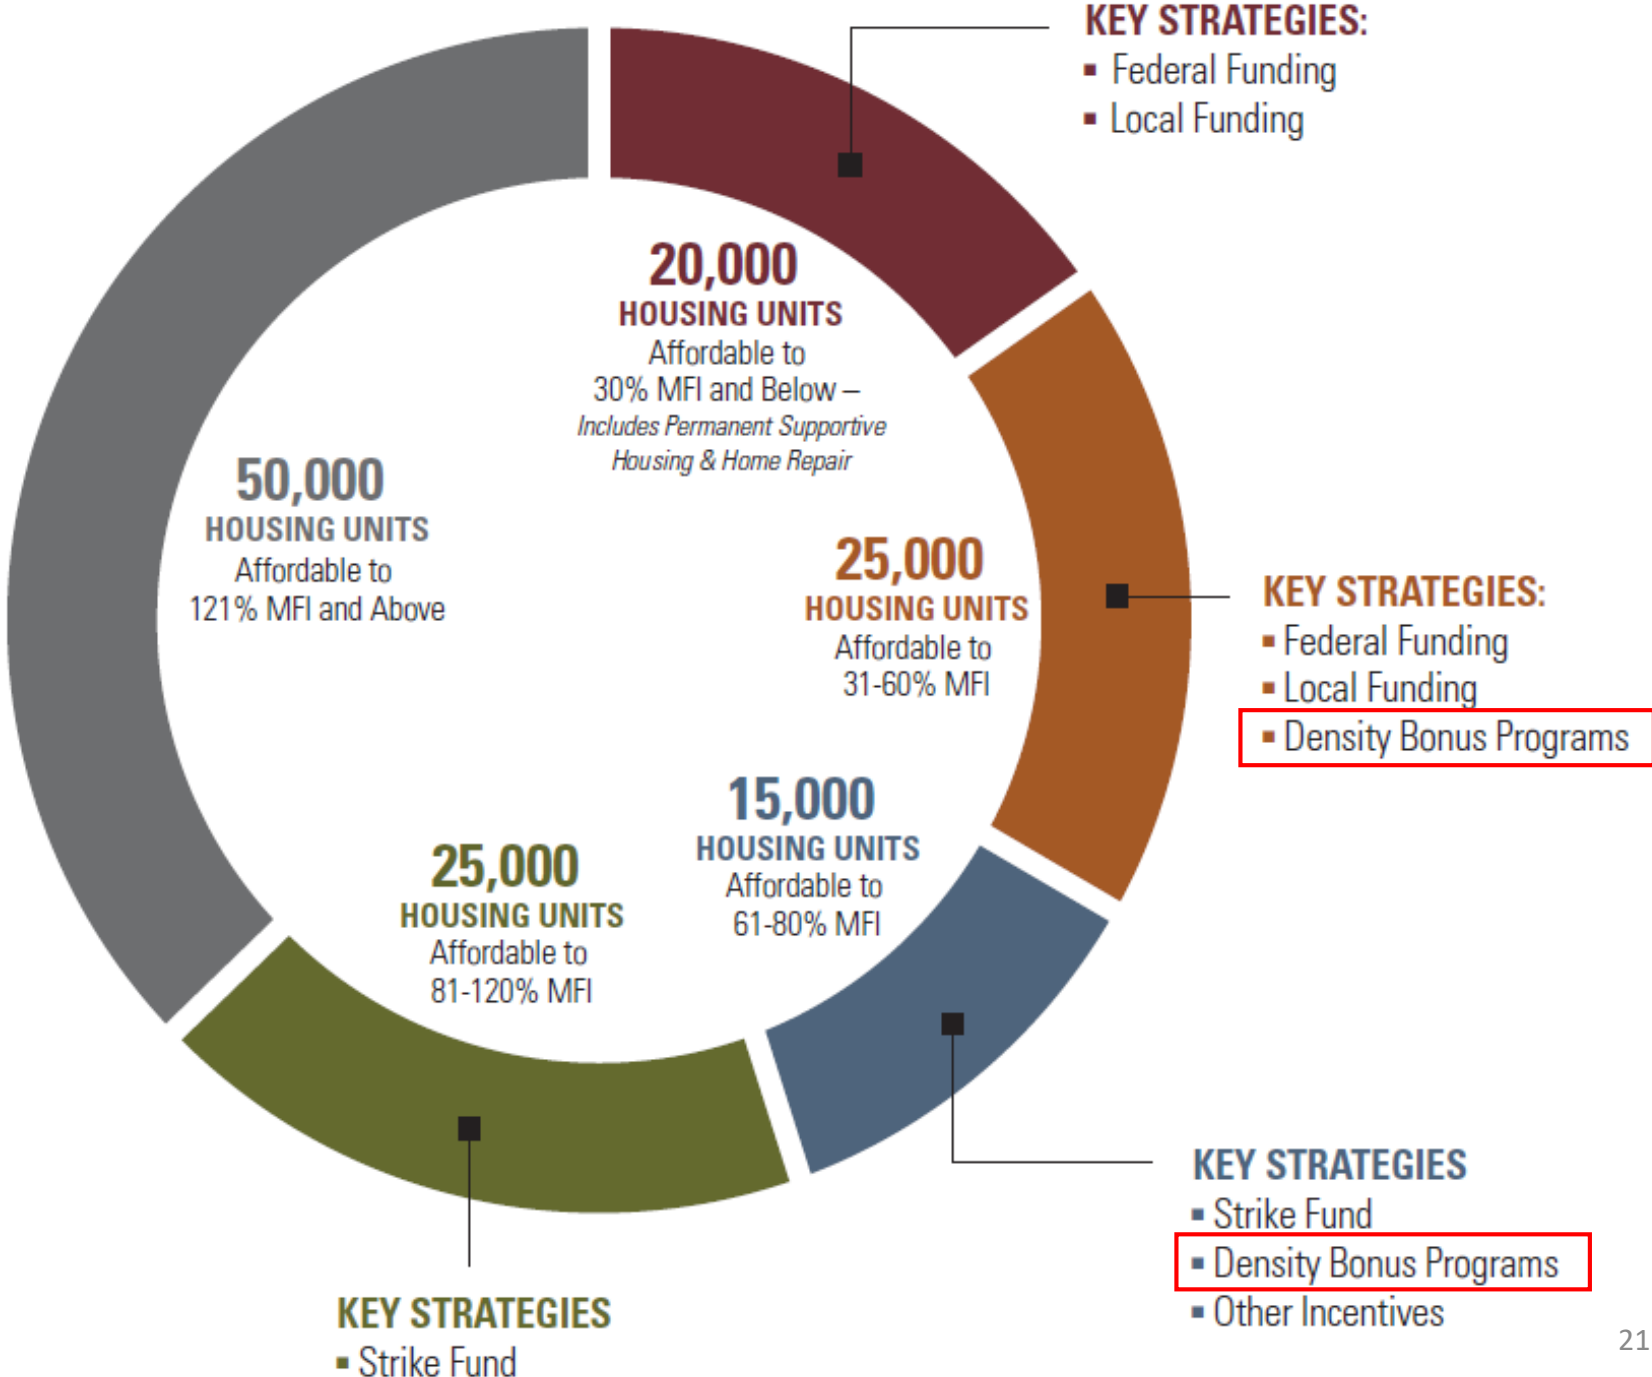 KEY STRATEGIES:
▪ Federal Funding
▪ Local Funding
20,000
HOUSING UNITS
Affordable to
30% MFI and Below –
Includes Permanent Supportive
Housing & Home Repair
50,000
HOUSING UNITS
Affordable to
121% MFI and Above
25,000
HOUSING UNITS
Affordable to
31-60% MFI
KEY STRATEGIES:
▪ Federal Funding
▪ Local Funding
▪ Density Bonus Programs
15,000
HOUSING UNITS
Affordable to
61-80% MFI
25,000
HOUSING UNITS
Affordable to
81-120% MFI
KEY STRATEGIES
▪ Strike Fund
▪ Density Bonus Programs
▪ Other Incentives
KEY STRATEGIES
▪ Strike Fund
21